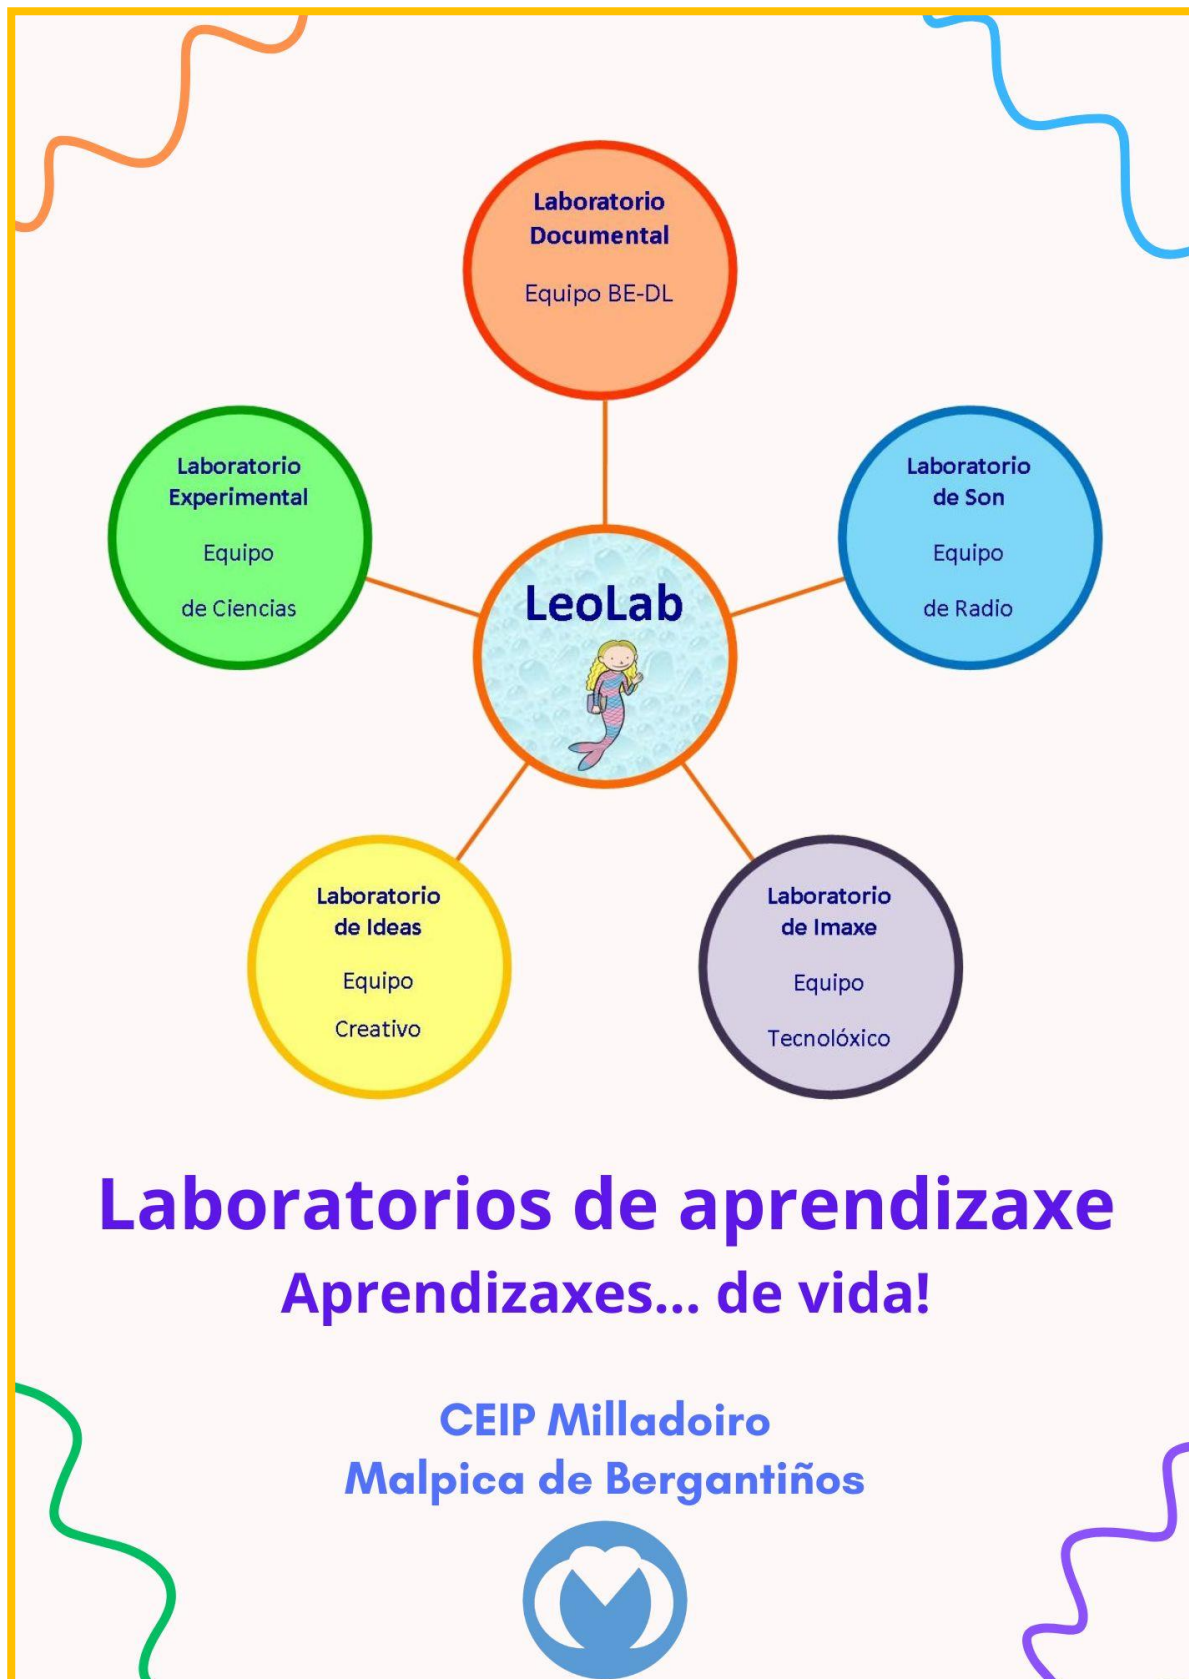 Laboratorio
Documental
Equipo BE-DL
Laboratorio
Experimental
Equipo
de Ciencias
Laboratorio
de Son
Equipo
de Radio
LeoLab
Laboratorio
de Ideas
Equipo
Creativo
Laboratorio
de Imaxe
Equipo
Tecnolóxico
Laboratorios de aprendizaxe
Aprendizaxes... de vida!
CEIP Milladoiro
Malpica de Bergantiños